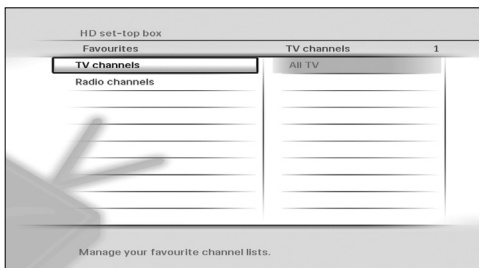 HD set-top box
Favourites TV channels 1
TV channels All TV
Radio channels
Manage your favourite channel lists.